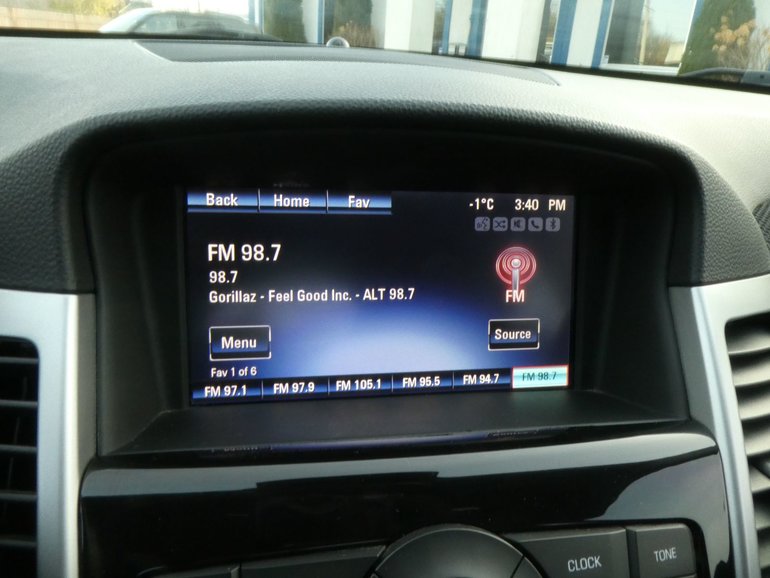 Back Home Fav -1°C 3:40 PM
FM 98.7
98.7
Gorillaz - Feel Good Inc. - ALT 98.7
FM
Menu Source
Fav 1 of 6
FM 97.1 FM 97.9 FM 105.1 FM 95.5 FM 94.7 FM 98.7
CLOCK TONE